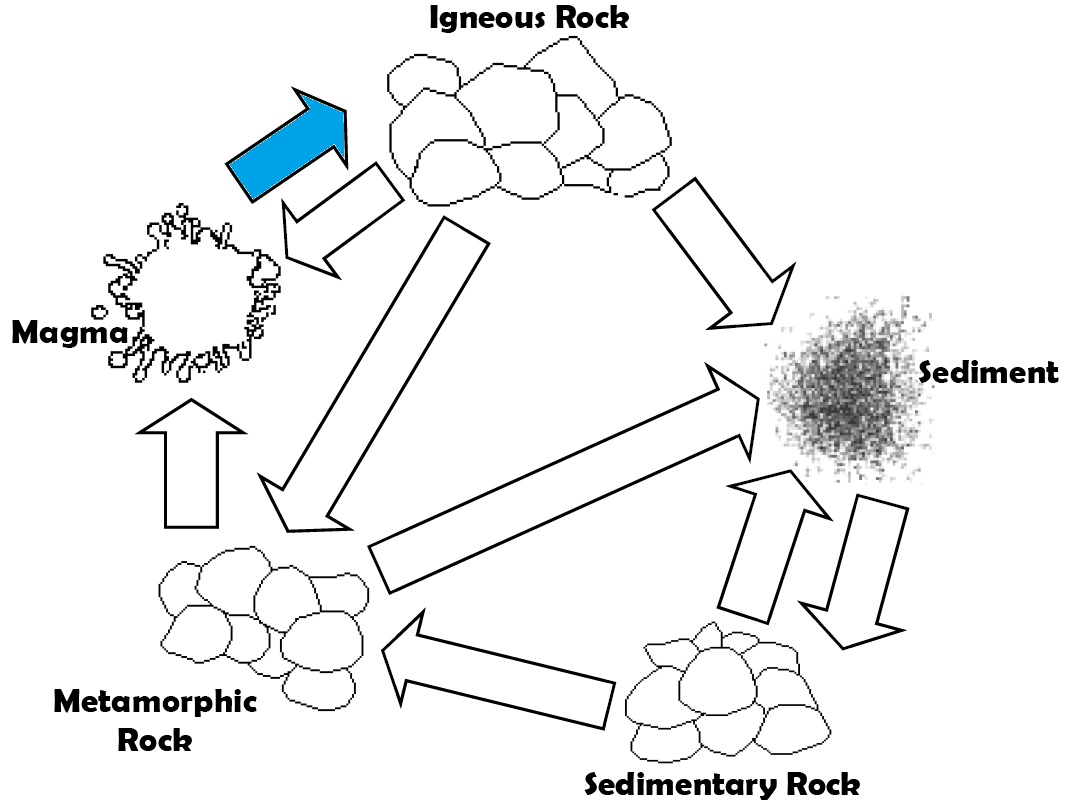 Igneous Rock
Magma
Sediment
Metamorphic
Rock
Sedimentary Rock